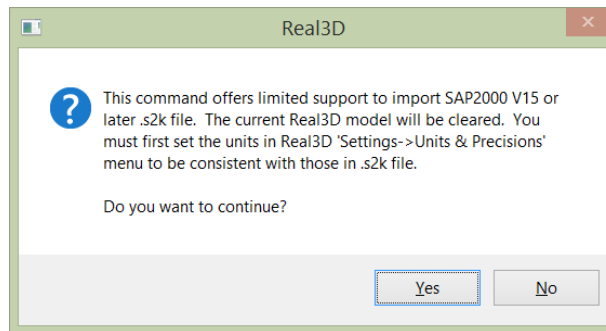 Real3D
This command offers limited support to import SAP2000 V15 or
later .s2k file.  The current Real3D model will be cleared.  You
must first set the units in Real3D 'Settings->Units & Precisions'
menu to be consistent with those in .s2k file.
Do you want to continue?
Yes
No